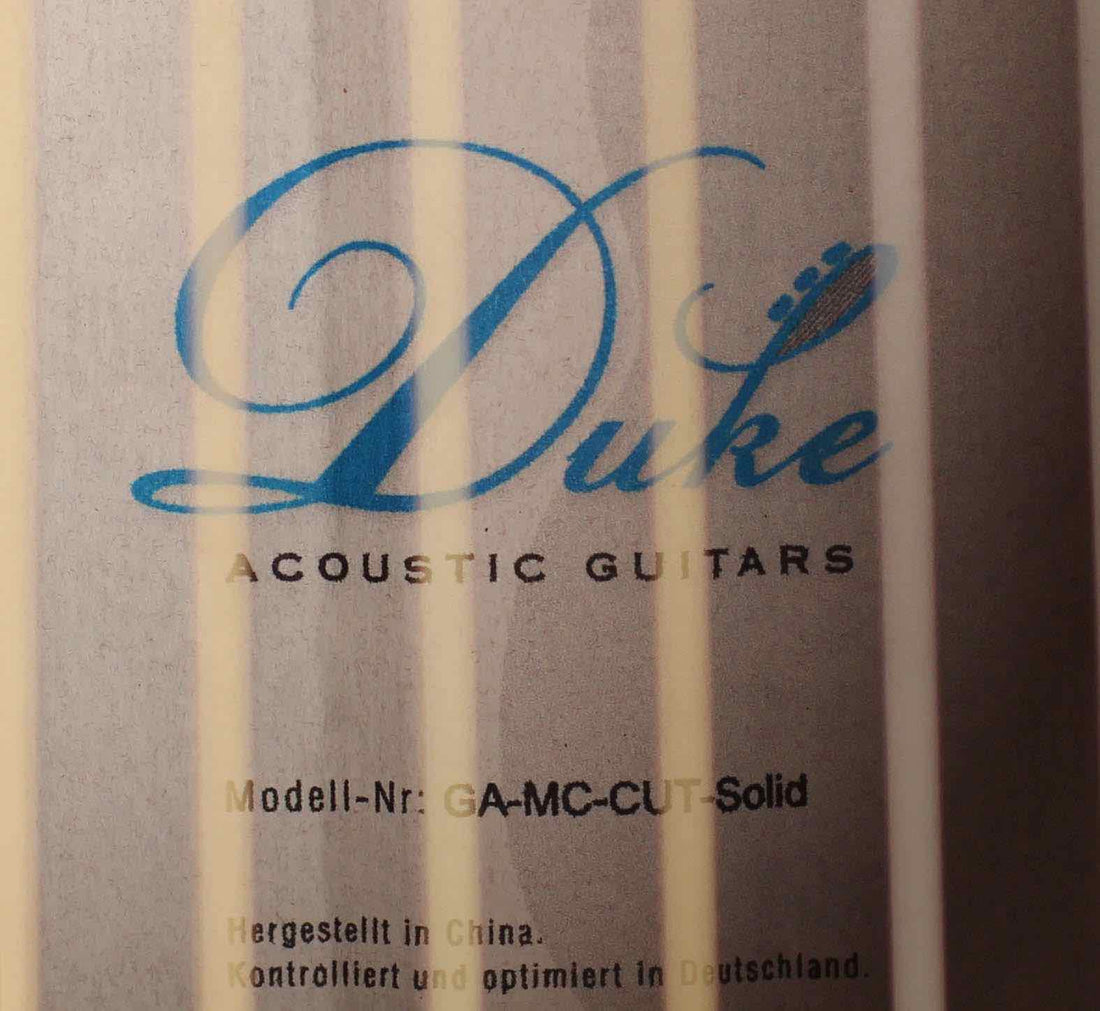 Duke
ACOUSTIC GUITARS
Modell-Nr: GA-MC-CUT-Solid
Hergestellt in China.
Kontrolliert und optimiert in Deutschland.